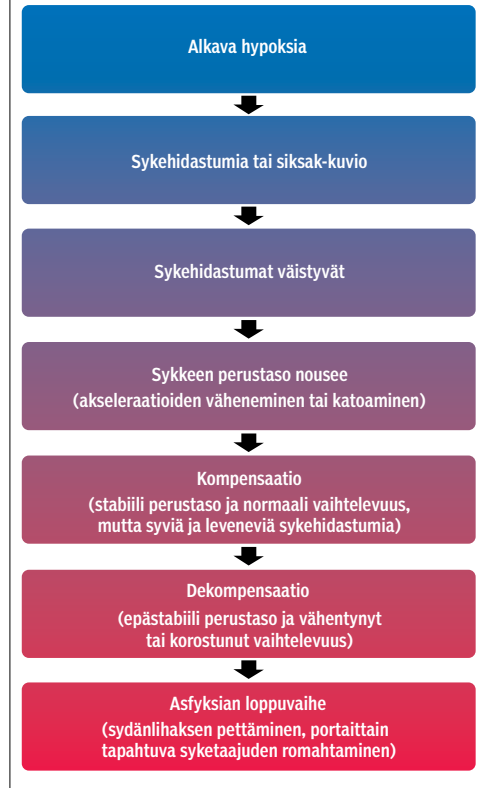 Alkava hypoksia
Sykehidastumia tai siksak-kuvio
Sykehidastumat väistyvät
Sykkeen perustaso nousee
(akseleraatioiden väheneminen tai katoaminen)
Kompensaatio
(stabiili perustaso ja normaali vaihtelevuus,
mutta syviä ja leveneviä sykehidastumia)
Dekompensaatio
(epästabiili perustaso ja vähentynyt
tai korostunut vaihtelevuus)
Asfyksian loppuvaihe
(sydänlihaksen pettäminen, portaittain
tapahtuva syketaajuden romahtaminen)